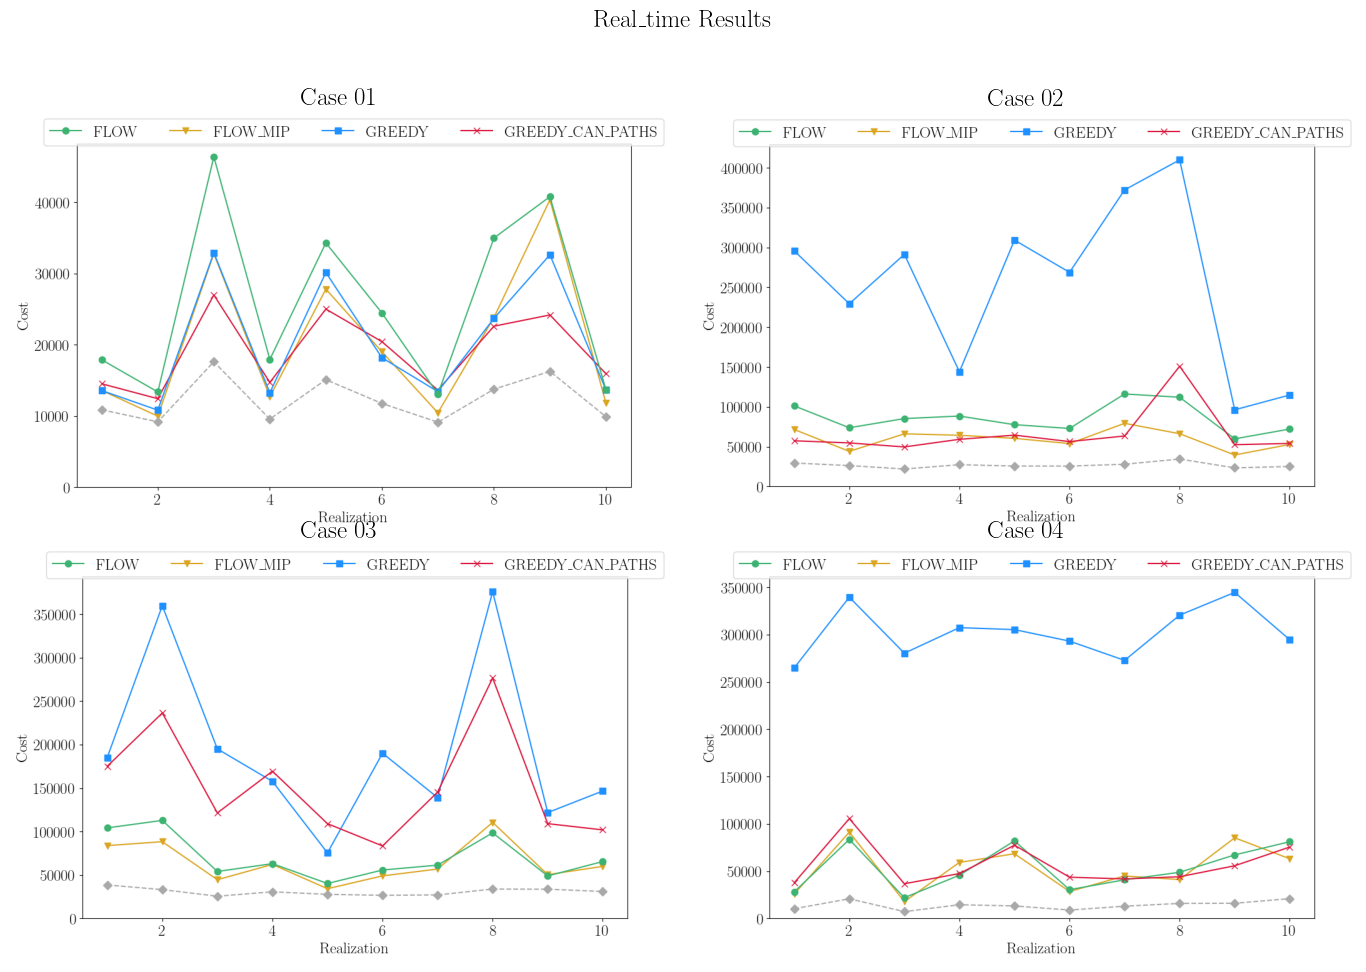 Real_time Results
Case 01
FLOW FLOW_MIP GREEDY GREEDY_CAN_PATHS
40000
30000
20000
10000
0
Cost
2 4 6 8 10
Realization
Case 02
FLOW FLOW_MIP GREEDY GREEDY_CAN_PATHS
400000
350000
300000
250000
200000
150000
100000
50000
0
Cost
2 4 6 8 10
Realization
Case 03
FLOW FLOW_MIP GREEDY GREEDY_CAN_PATHS
350000
300000
250000
200000
150000
100000
50000
0
Cost
2 4 6 8 10
Realization
Case 04
FLOW FLOW_MIP GREEDY GREEDY_CAN_PATHS
350000
300000
250000
200000
150000
100000
50000
0
Cost
2 4 6 8 10
Realization